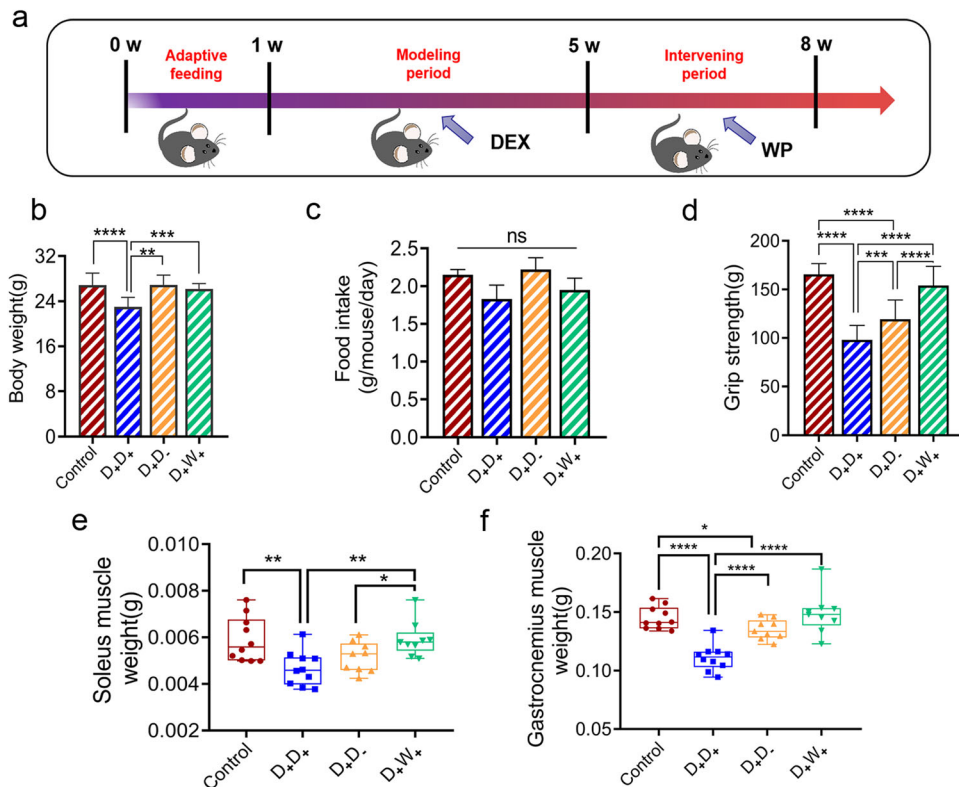 a
0 w
1 w
5 w
8 w
Adaptive
feeding
Modeling
period
Intervening
period
DEX
WP
b
Body weight(g)
32
24
16
8
0
****
***
**
Control
D+D+
D+D-
D+W+
c
Food intake
(g/mouse/day)
2.5
2.0
1.5
1.0
0.5
0.0
ns
Control
D+D+
D+D-
D+W+
d
Grip strength(g)
200
150
100
50
0
****
****
****
***
****
Control
D+D+
D+D-
D+W+
e
Soleus muscle
weight(g)
0.010
0.008
0.006
0.004
0.002
**
**
*
Control
D+D+
D+D-
D+W+
f
Gastrocnemius muscle
weight(g)
0.20
0.15
0.10
0.05
*
****
****
****
Control
D+D+
D+D-
D+W+